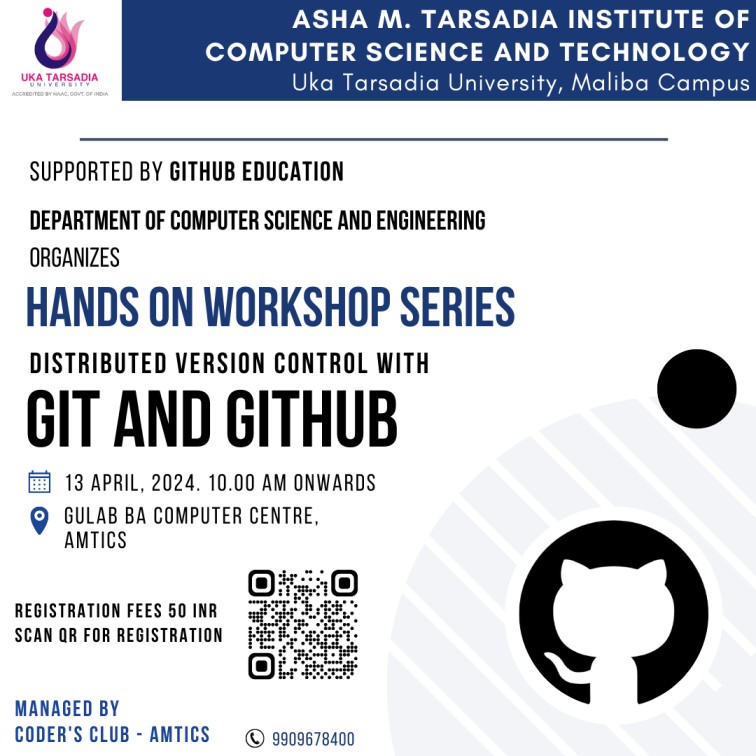 UKA TARSADIA
UNIVERSITY
ACCREDITED BY NAAC, GOVT. OF INDIA
ASHA M. TARSADIA INSTITUTE OF
COMPUTER SCIENCE AND TECHNOLOGY
Uka Tarsadia University, Maliba Campus
SUPPORTED BY GITHUB EDUCATION
DEPARTMENT OF COMPUTER SCIENCE AND ENGINEERING
ORGANIZES
HANDS ON WORKSHOP SERIES
DISTRIBUTED VERSION CONTROL WITH
GIT AND GITHUB
13 APRIL, 2024. 10.00 AM ONWARDS
GULAB BA COMPUTER CENTRE,
AMTICS
REGISTRATION FEES 50 INR
SCAN QR FOR REGISTRATION
MANAGED BY
CODER'S CLUB - AMTICS
9909678400